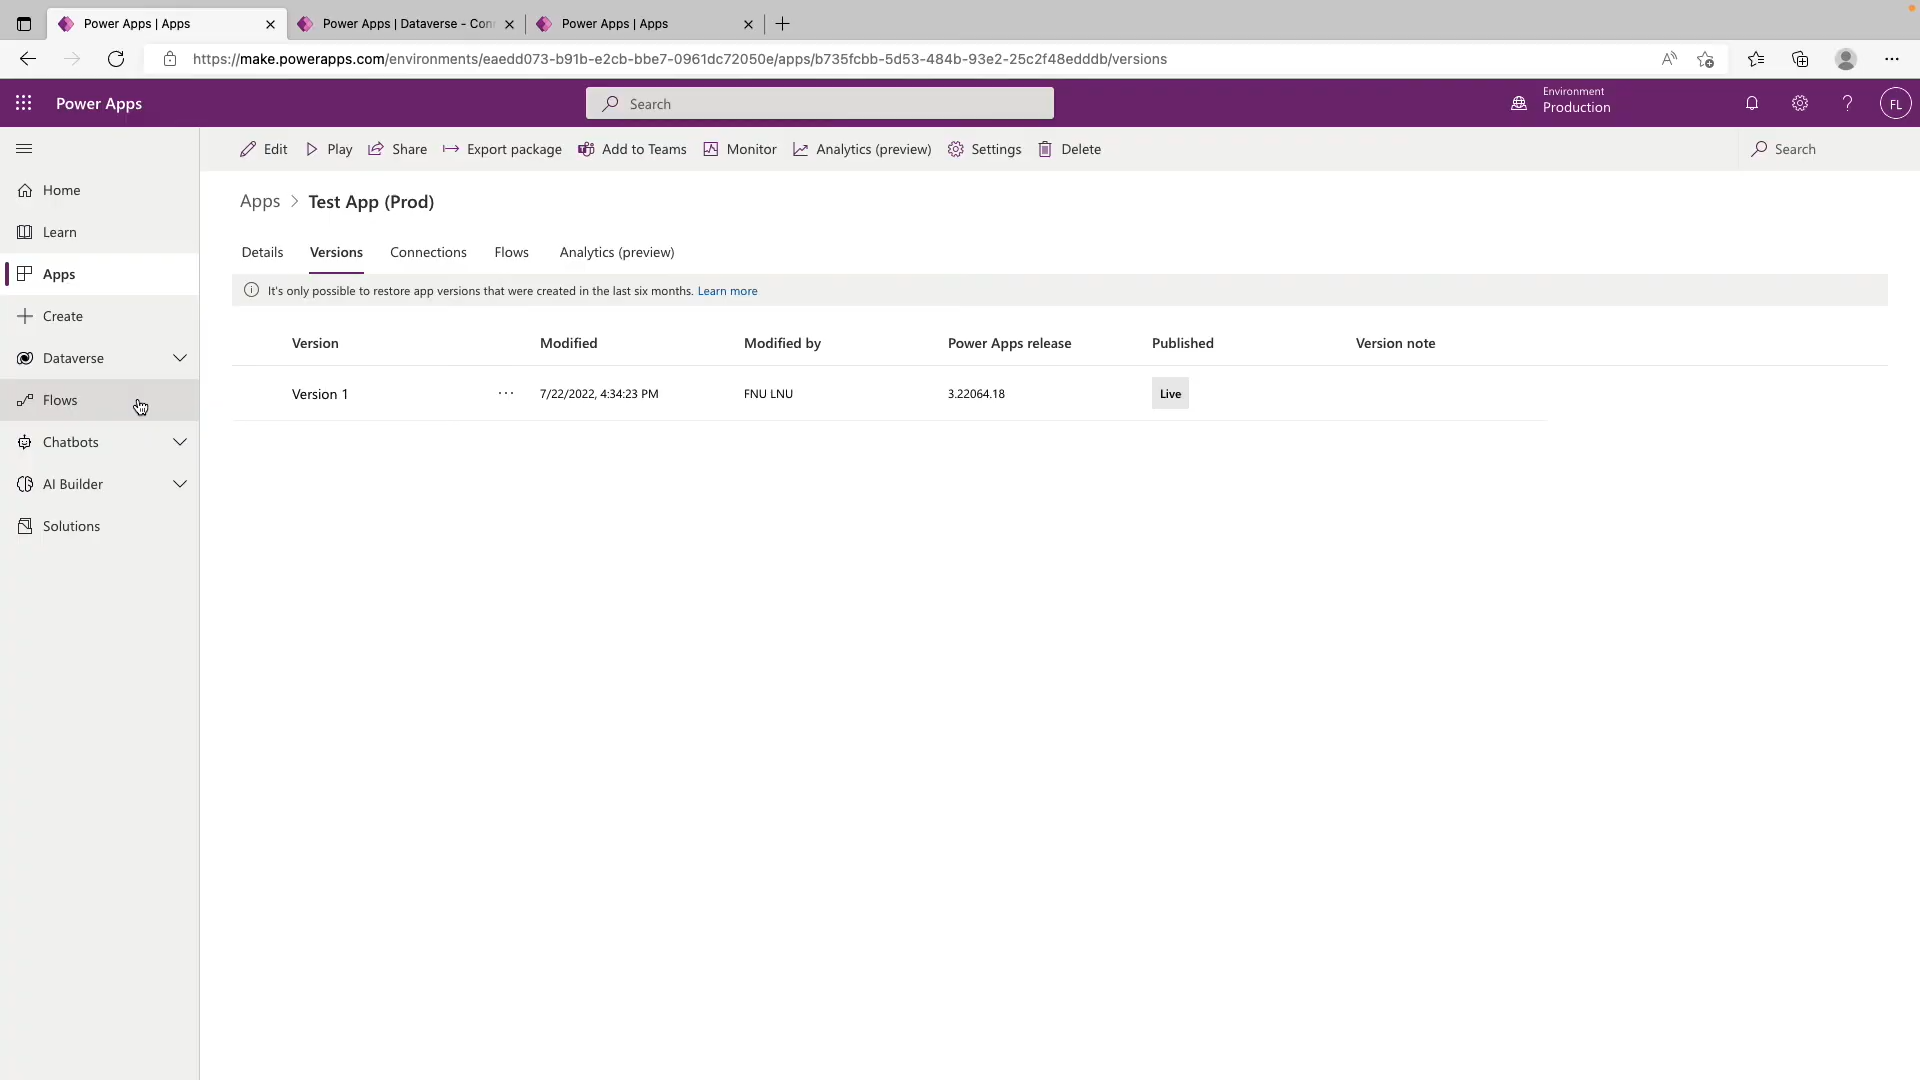 Power Apps | Apps
Power Apps | Dataverse - Con
Power Apps | Apps
https://make.powerapps.com/environments/eaedd073-b91b-e2cb-bbe7-0961dc72050e/apps/b735fcbb-5d53-484b-93e2-25c2f48edddb/versions
Power Apps
Search
Environment
Production
FL
Edit
Play
Share
Export package
Add to Teams
Monitor
Analytics (preview)
Settings
Delete
Search
Home
Learn
Apps
Create
Dataverse
Flows
Chatbots
AI Builder
Solutions
Apps > Test App (Prod)
Details
Versions
Connections
Flows
Analytics (preview)
It's only possible to restore app versions that were created in the last six months. Learn more
Version
Modified
Modified by
Power Apps release
Published
Version note
Version 1
7/22/2022, 4:34:23 PM
FNU LNU
3.22064.18
Live